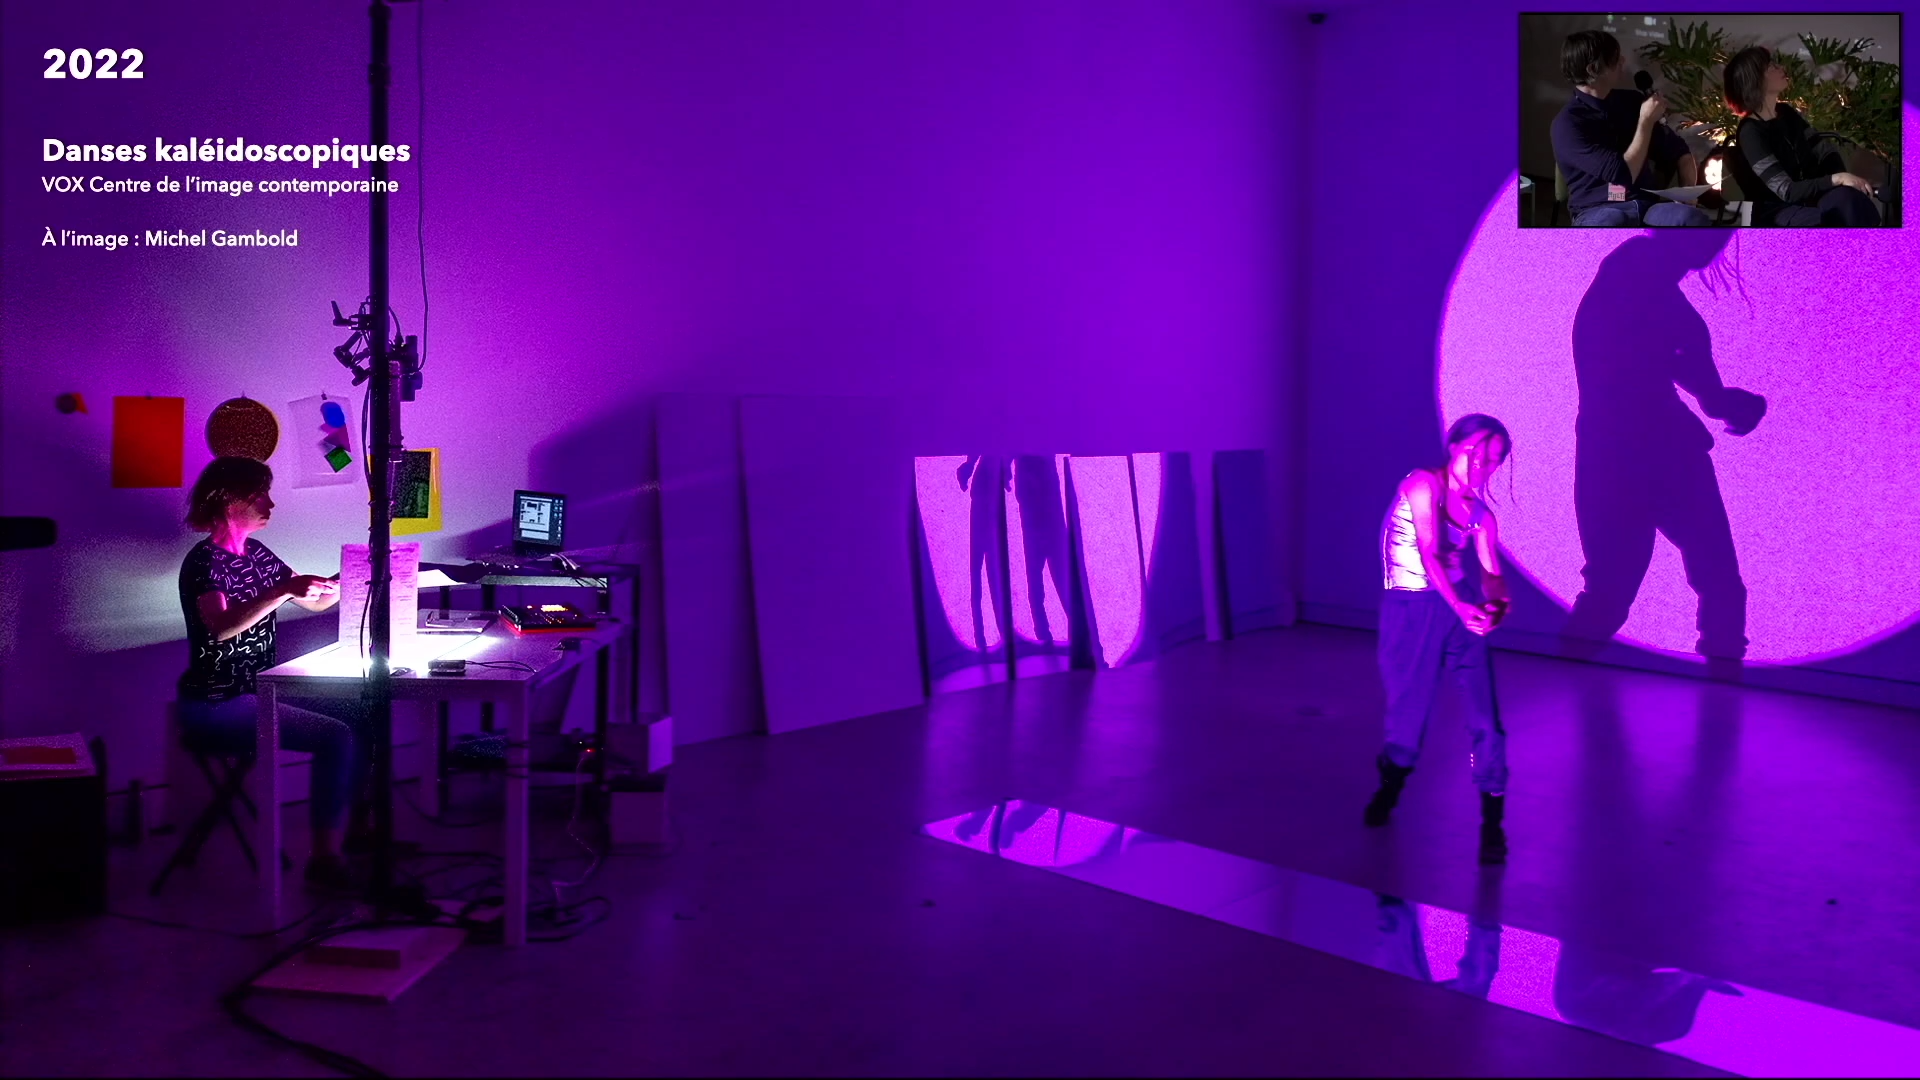 2022
Danses kaléidoscopiques
VOX Centre de l'image contemporaine
À l'image : Michel Gambold